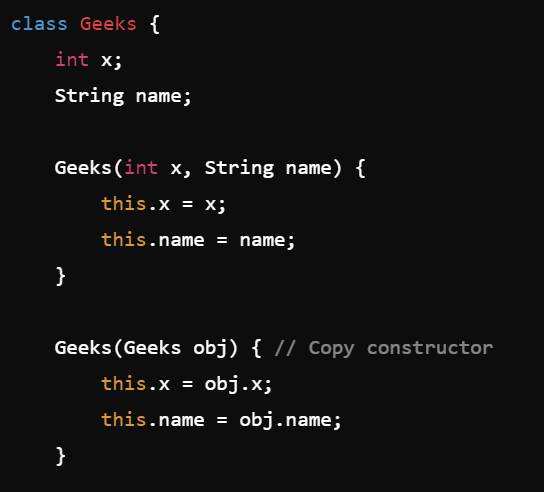 class Geeks {
    int x;
    String name;

    Geeks(int x, String name) {
        this.x = x;
        this.name = name;
    }

    Geeks(Geeks obj) { // Copy constructor
        this.x = obj.x;
        this.name = obj.name;
    }